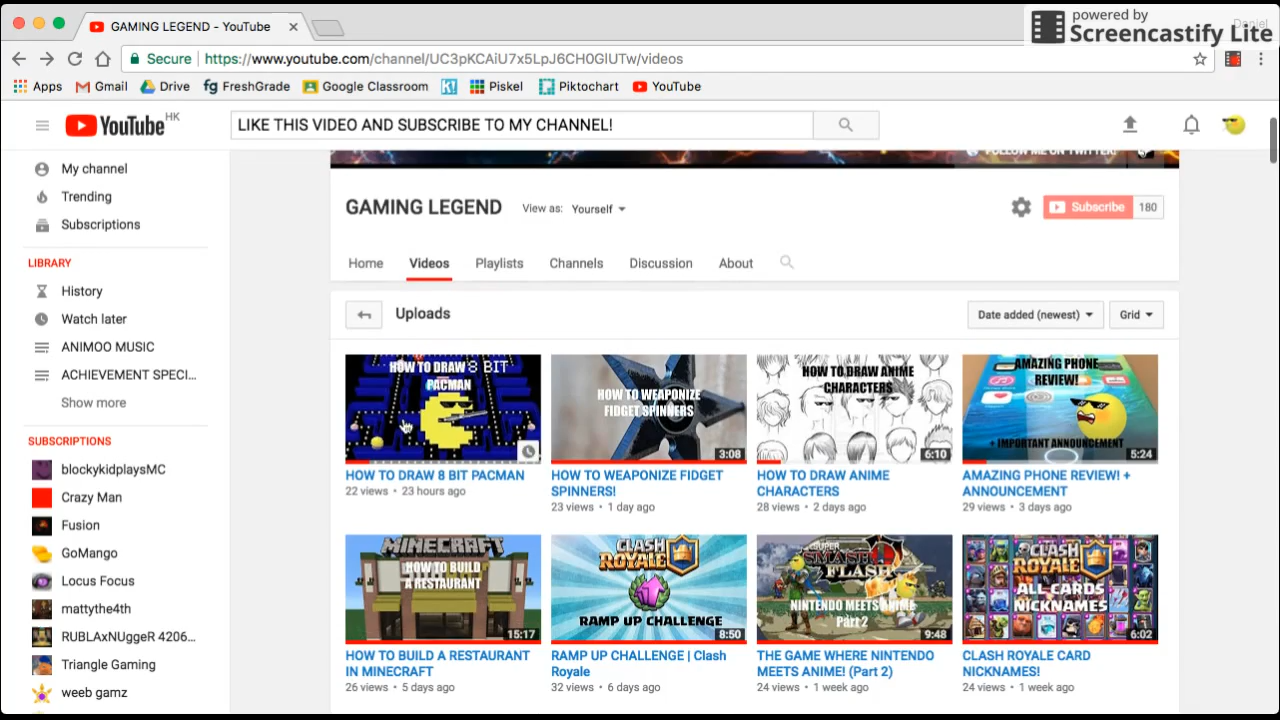 GAMING LEGEND - YouTube
powered by
Screencastify Lite
Daniel
Secure https://www.youtube.com/channel/UC3pKCAiU7x5LpJ6CH0GlUTw/videos
Apps Gmail Drive FreshGrade Google Classroom Piskel Piktochart YouTube
YouTube HK
LIKE THIS VIDEO AND SUBSCRIBE TO MY CHANNEL!
FOLLOW ME ON TWITTER!
My channel
Trending
Subscriptions
LIBRARY
History
Watch later
ANIMOO MUSIC
ACHIEVEMENT SPECI...
Show more
SUBSCRIPTIONS
blockykidplaysMC
Crazy Man
Fusion
GoMango
Locus Focus
mattythe4th
RUBLAxNUggeR 4206...
Triangle Gaming
weeb gamz
GAMING LEGEND View as: Yourself
Subscribe 180
Home Videos Playlists Channels Discussion About
Uploads
Date added (newest) Grid
HOW TO DRAW 8 BIT
PACMAN
HOW TO DRAW 8 BIT PACMAN
22 views • 23 hours ago
HOW TO WEAPONIZE
FIDGET SPINNERS
3:08
HOW TO WEAPONIZE FIDGET
SPINNERS!
23 views • 1 day ago
HOW TO DRAW ANIME
CHARACTERS
6:10
HOW TO DRAW ANIME
CHARACTERS
28 views • 2 days ago
AMAZING PHONE
REVIEW!
+ IMPORTANT ANNOUNCEMENT
5:24
AMAZING PHONE REVIEW! +
ANNOUNCEMENT
29 views • 3 days ago
MINECRAFT
HOW TO BUILD
A RESTAURANT
15:17
HOW TO BUILD A RESTAURANT
IN MINECRAFT
26 views • 5 days ago
CLASH
ROYALE
RAMP UP CHALLENGE
8:50
RAMP UP CHALLENGE | Clash
Royale
32 views • 6 days ago
SUPER
SMASH
FLASH
NINTENDO MEETS ANIME
Part 2
9:48
THE GAME WHERE NINTENDO
MEETS ANIME! (Part 2)
24 views • 1 week ago
CLASH
ROYALE
ALL CARDS
NICKNAMES
6:02
CLASH ROYALE CARD
NICKNAMES!
24 views • 1 week ago